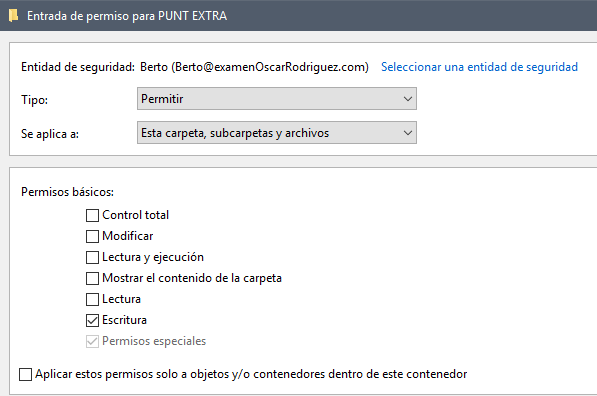 Entrada de permiso para PUNT EXTRA
Entidad de seguridad: Berto (Berto@examenOscarRodriguez.com) Seleccionar una entidad de seguridad
Tipo: Permitir
Se aplica a: Esta carpeta, subcarpetas y archivos
Permisos básicos:
Control total
Modificar
Lectura y ejecución
Mostrar el contenido de la carpeta
Lectura
Escritura
Permisos especiales
Aplicar estos permisos solo a objetos y/o contenedores dentro de este contenedor